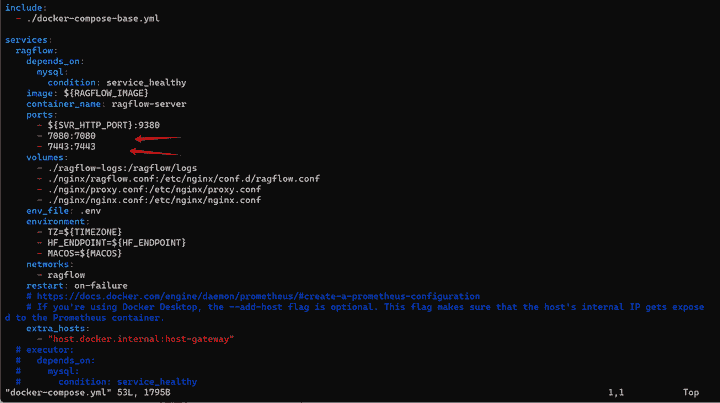 include:
  - ./docker-compose-base.yml

services:
  ragflow:
    depends_on:
      mysql:
        condition: service_healthy
    image: ${RAGFLOW_IMAGE}
    container_name: ragflow-server
    ports:
      - ${SVR_HTTP_PORT}:9380
      - 7080:7080
      - 7443:7443
    volumes:
      - ./ragflow-logs:/ragflow/logs
      - ./nginx/ragflow.conf:/etc/nginx/conf.d/ragflow.conf
      - ./nginx/proxy.conf:/etc/nginx/proxy.conf
      - ./nginx/nginx.conf:/etc/nginx/nginx.conf
    env_file: .env
    environment:
      - TZ=${TIMEZONE}
      - HF_ENDPOINT=${HF_ENDPOINT}
      - MACOS=${MACOS}
    networks:
      - ragflow
    restart: on-failure
    # https://docs.docker.com/engine/daemon/prometheus/#create-a-prometheus-configuration
    # If you're using Docker Desktop, the --add-host flag is optional. This flag makes sure that the host's internal IP gets expose
d to the Prometheus container.
    extra_hosts:
      - "host.docker.internal:host-gateway"
  # executor:
  #   depends_on:
  #     mysql:
  #       condition: service_healthy
"docker-compose.yml" 53L, 1795B 1,1 Top